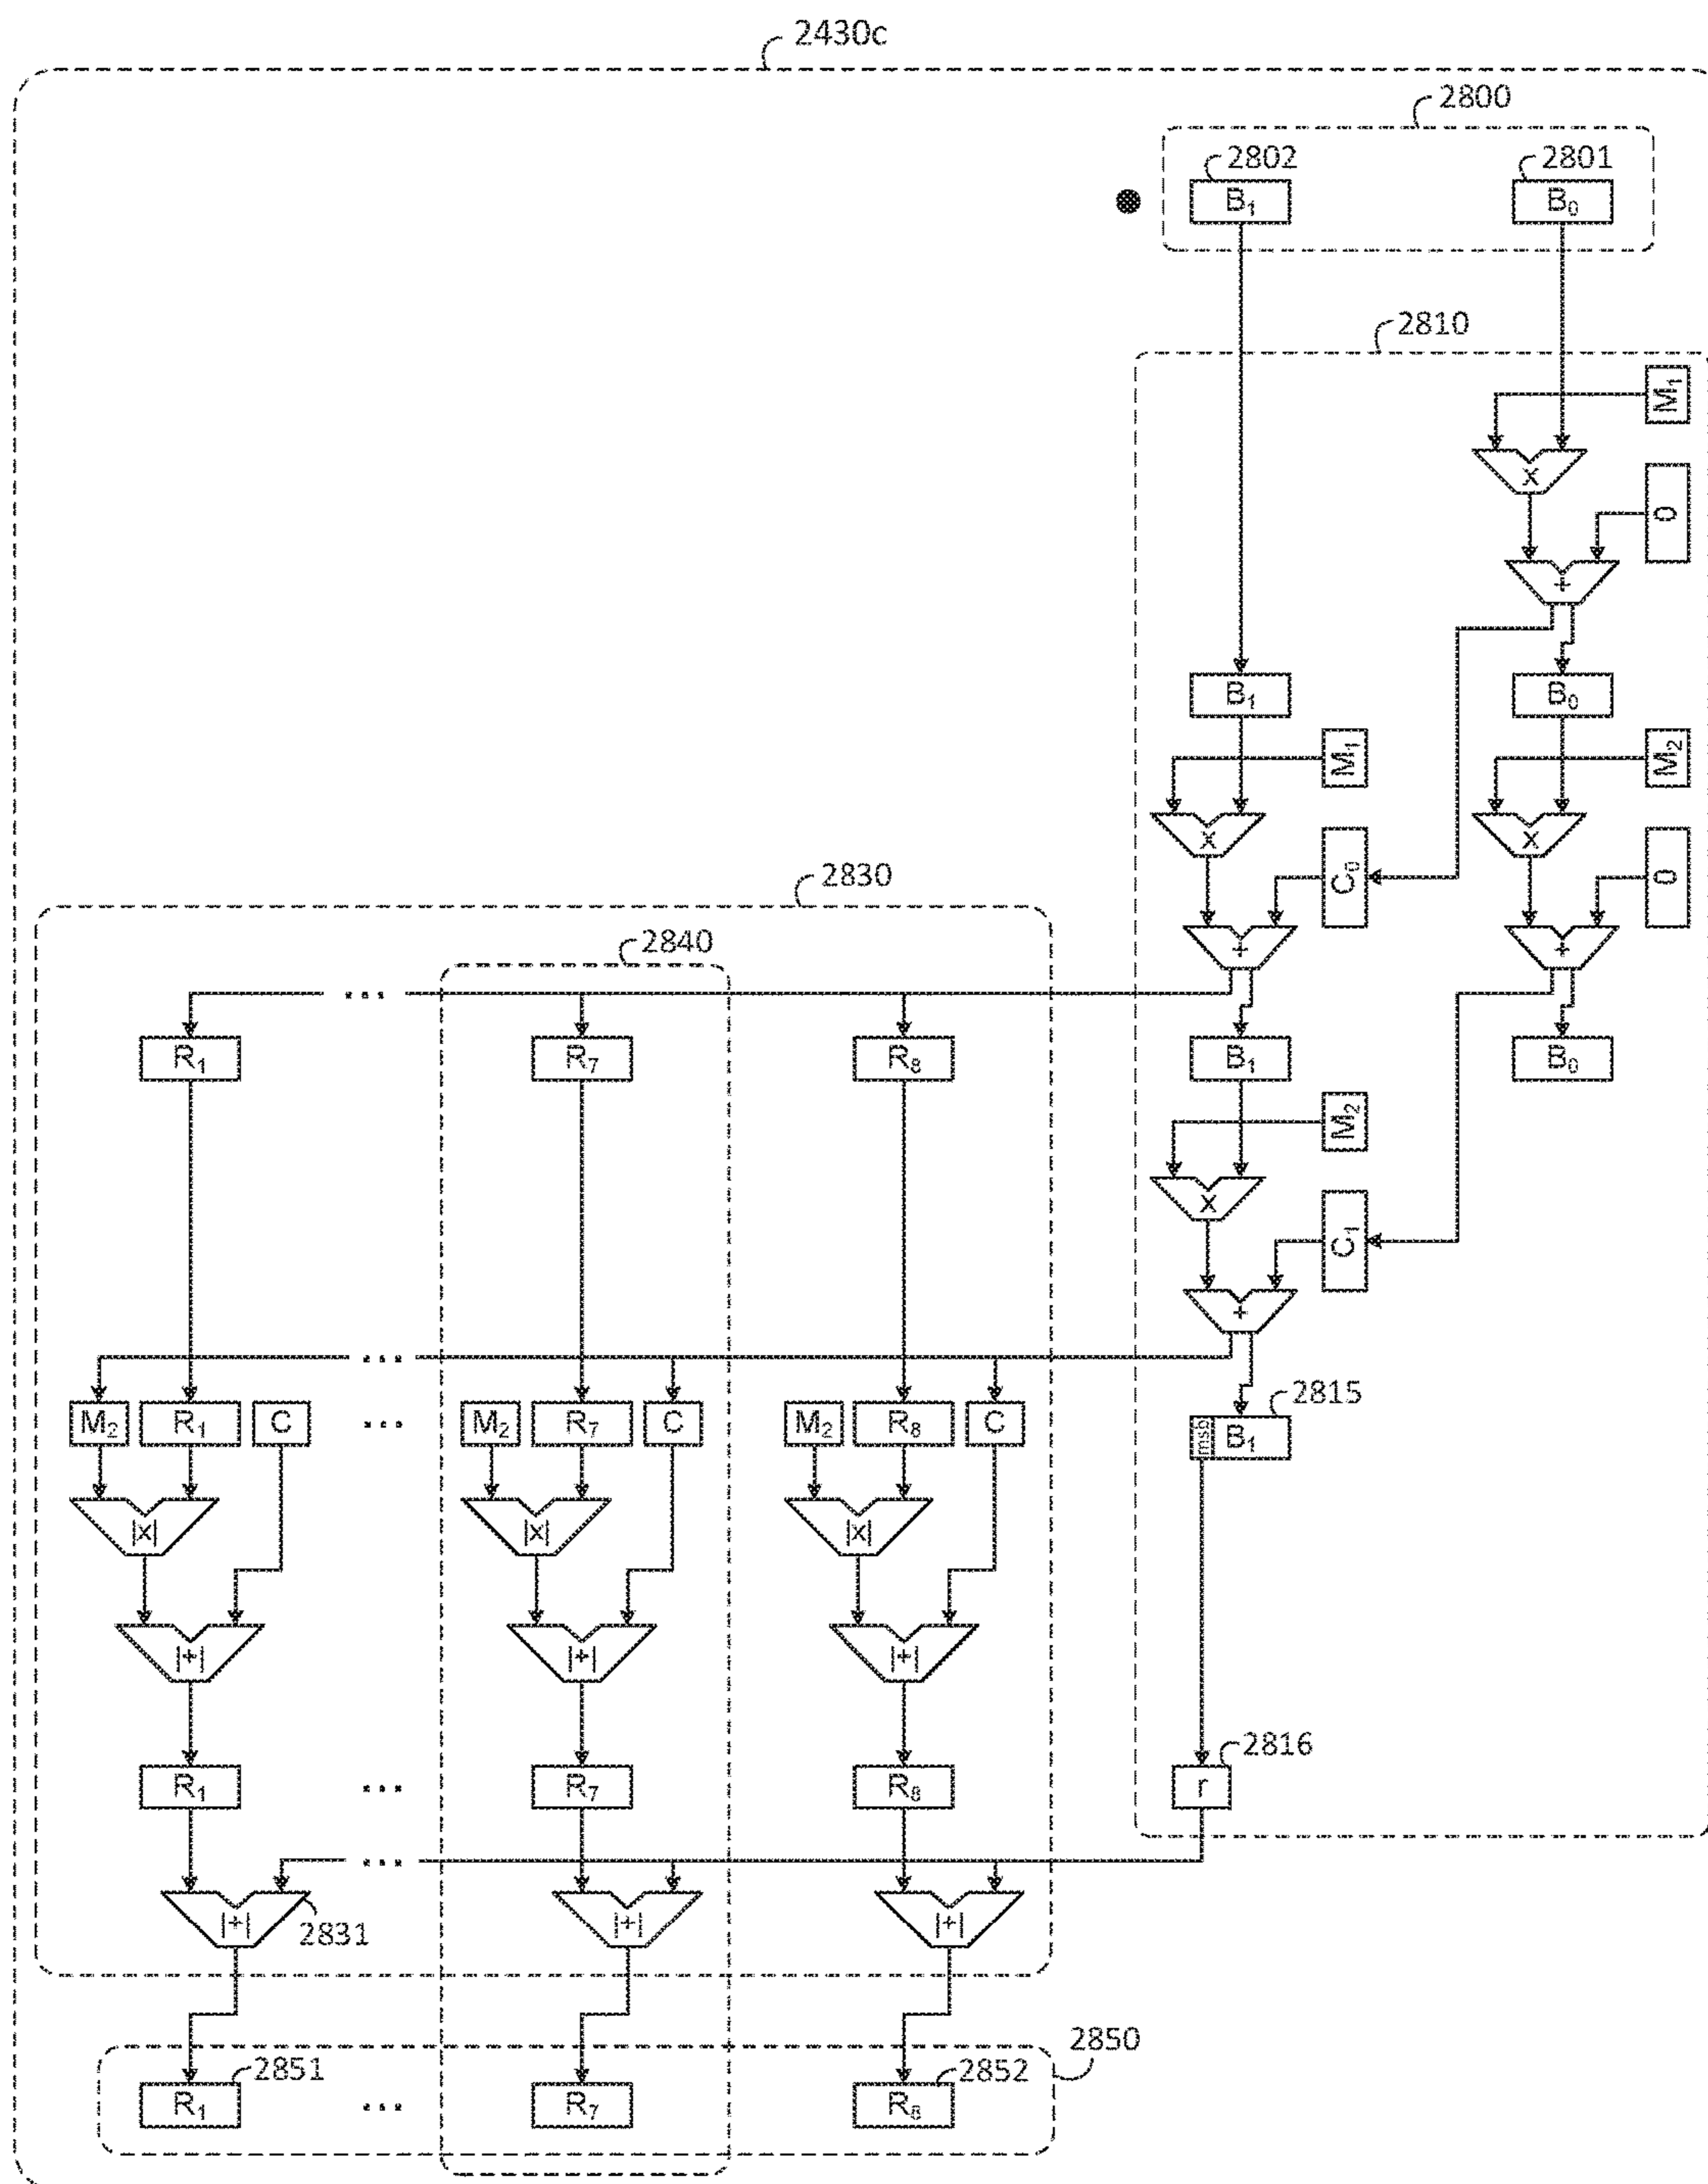 2430c
2800
2802 2801
B₁ B₀
2810
M₁
x
0
+
B₁ B₀
M₁ M₂
x x
C₀ 0
2830
+ +
2840
...
R₁ R₇ R₈ B₁ B₀
M₂
x
C₁
+
...
2815
M₂ R₁ C ... M₂ R₇ C M₂ R₈ C msb B₁
|x| |x| |x|
|+| |+| |+|
2816
R₁ ... R₇ R₈ r
...
|+| |+| |+|
2831
2850
2851 2852
R₁ ... R₇ R₈